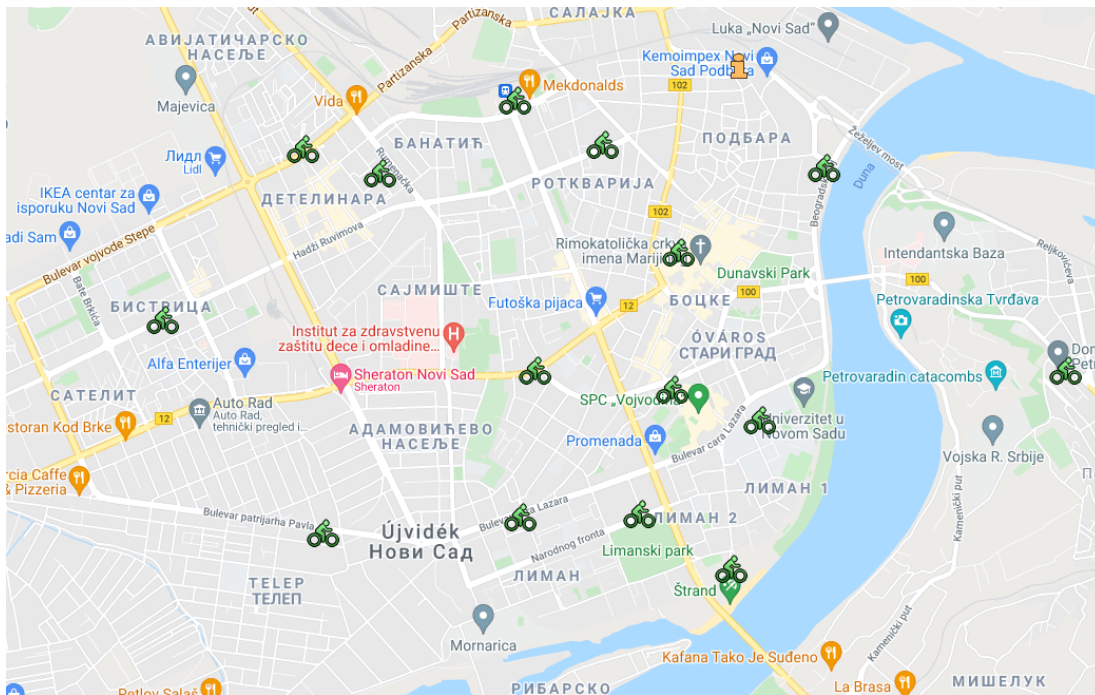 САЛАЈКА
Partizanska
Luka „Novi Sad”
АВИЈАТИЧАРСКО
НАСЕЉЕ
Kemoimpex Novi
Sad Podbara
Partizanska
102
Majevica
Vida
Mekdonalds
БАНАТИЋ
ПОДБАРА
Žeželjev most
Лидл
Lidl
Rumenačka
РОТКВАРИЈА
Duna
Beogradski
IKEA centar za
isporuku Novi Sad
ДЕТЕЛИНАРА
102
adi Sam
Hadži Ruvimova
Rimokatolička crkva
imena Marij
Intendantska Baza
Reljkovićeva
Bulevar vojvode Stepe
Dunavski Park
100
Bate Brkića
САЈМИШТЕ
100
БИСТРИЦА
Futoška pijaca
12
БОЦКЕ
Petrovaradinska Tvrđava
Institut za zdravstvenu
zaštitu dece i omladine...
ÓVÁROS
СТАРИ ГРАД
Alfa Enterijer
Sheraton Novi Sad
Sheraton
Petrovaradin catacombs
Don
Pet
САТЕЛИТ
Auto Rad
Auto Rad,
tehnički pregled i...
SPC „Vojvodina
12
storan Kod Brke
АДАМОВИЋЕВО
НАСЕЉЕ
Univerzitet u
Novom Sadu
Promenada
Bulevar cara Lazara
Vojska R. Srbije
rcia Caffe
& Pizzeria
П
ЛИМАН 1
Kamenički put
Bulevar patrijarha Pavla
Bulevar cara Lazara
ЛИМАН 2
Újvidék
Нови Сад
Narodnog fronta
Limanski park
ЛИМАН
TELEP
ТЕЛЕП
Štrand
Kamenički put
Mornarica
Kafana Tako Je Suđeno
Petlov Salaš
РИБАРСКО
La Brasa
МИШЕЛУК